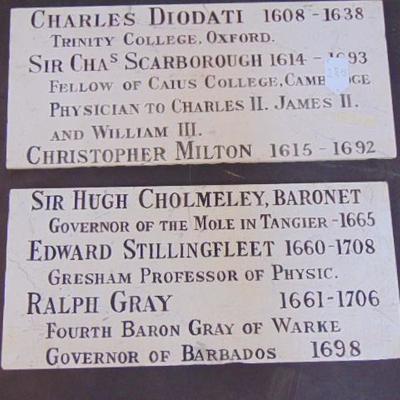 CHARLES DIODATI 1608-1638
TRINITY COLLEGE, OXFORD.
SIR CHAS SCARBOROUGH 1614-1693
FELLOW OF CAIUS COLLEGE, CAMBRIDGE
PHYSICIAN TO CHARLES II. JAMES II.
AND WILLIAM III.
CHRISTOPHER MILTON 1615-1692
SIR HUGH CHOLMELEY, BARONET
GOVERNOR OF THE MOLE IN TANGIER-1665
EDWARD STILLINGFLEET 1660-1708
GRESHAM PROFESSOR OF PHYSIC.
RALPH GRAY 1661-1706
FOURTH BARON GRAY OF WARKE
GOVERNOR OF BARBADOS 1698